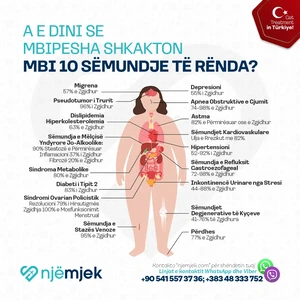 A E DINI SE
MBIPESHA SHKAKTON
MBI 10 SËMUNDJE TË RËNDA?
Get
Treatment
in Türkiye!
Migrena
57% e Zgjidhur
Pseudotumor i Trurit
96% e Zgjidhur
Dislipidemia
Hiperkolesterolemia
63% e Zgjidhur
Sëmundja e Mëlçisë
Yndyrore Jo-Alkoolike:
90% Steatozë e Përmirësuar
Inflamacioni 37% i Zgjidhur
Fibroza 20% e Zgjidhur
Sindroma Metabolike
80% e Zgjidhur
Diabeti i Tipit 2
83% i Zgjidhur
Sindromi Ovarian Policistik
Rezolucioni 79% i Hirsutizmit
Zgjidhja 100% e Mosfunksionimit
Menstrual
Sëmundja e
Stazës Venoze
95% e Zgjidhur
Depresioni
55% i Zgjidhur
Apnea Obstruktive e Gjumit
74-98% e Zgjidhur
Astma
82% e Përmirësuar ose e Zgjidhur
Sëmundjet Kardiovaskulare
Ulja e Rrezikut me 82%
Hipertensioni
52-92% i Zgjidhur
Sëmundja e Refluksit
Gastroezofageal
72-98% e Zgjidhur
Inkontinencë Urinare nga Stresi
44-88% e Zgjidhur
Sëmundjet
Degjenerative të Kyçeve
41-76% të Zgjidhura
Përdhes
77% e Zgjidhur
njëmjek
Kontakto "njemjek.com" për shëndetin tuaj
Linjat e kontaktit WhatsApp dhe Viber
+90 541 557 37 36; +383 48 333 752